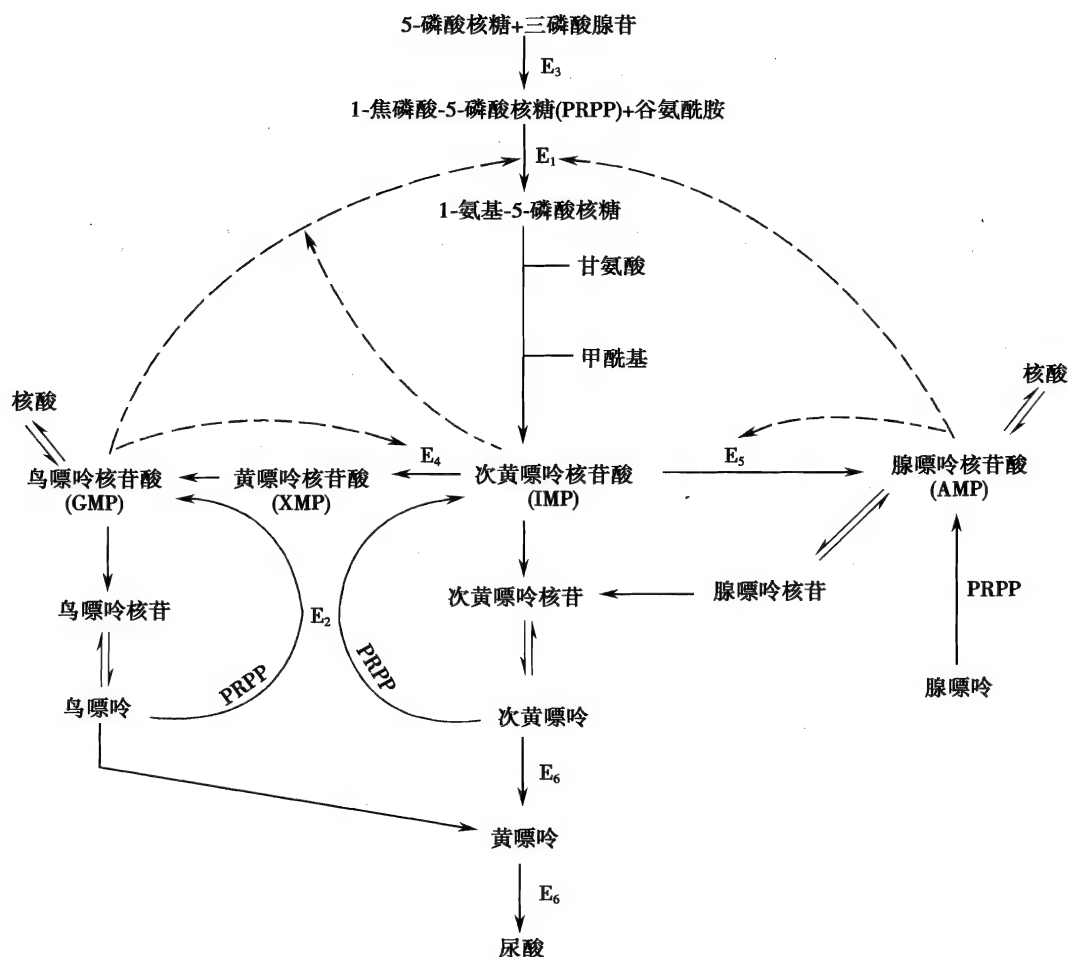 5-磷酸核糖+三磷酸腺苷
E₃
1-焦磷酸-5-磷酸核糖(PRPP)+谷氨酰胺
E₁
1-氨基-5-磷酸核糖
甘氨酸
甲酰基
核酸
核酸
E₄
E₅
鸟嘌呤核苷酸
(GMP)
黄嘌呤核苷酸
(XMP)
次黄嘌呤核苷酸
(IMP)
腺嘌呤核苷酸
(AMP)
鸟嘌呤核苷
E₂
次黄嘌呤核苷
腺嘌呤核苷
PRPP
PRPP
PRPP
鸟嘌呤
次黄嘌呤
腺嘌呤
E₆
黄嘌呤
E₆
尿酸